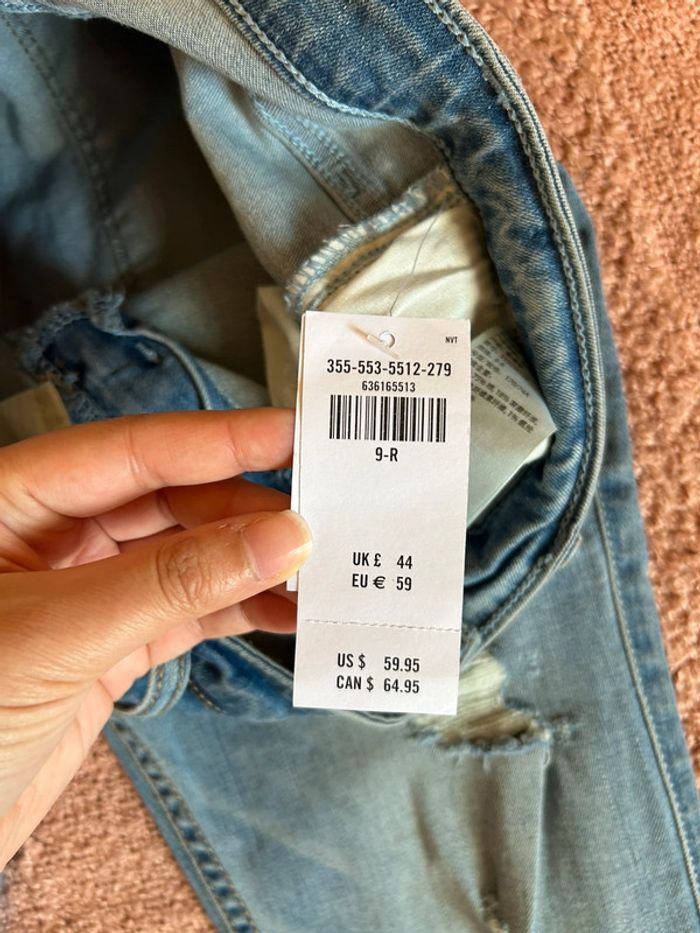 NVT
355-553-5512-279
636165513
9-R
UK £ 44
EU € 59
US $ 59.95
CAN $ 64.95